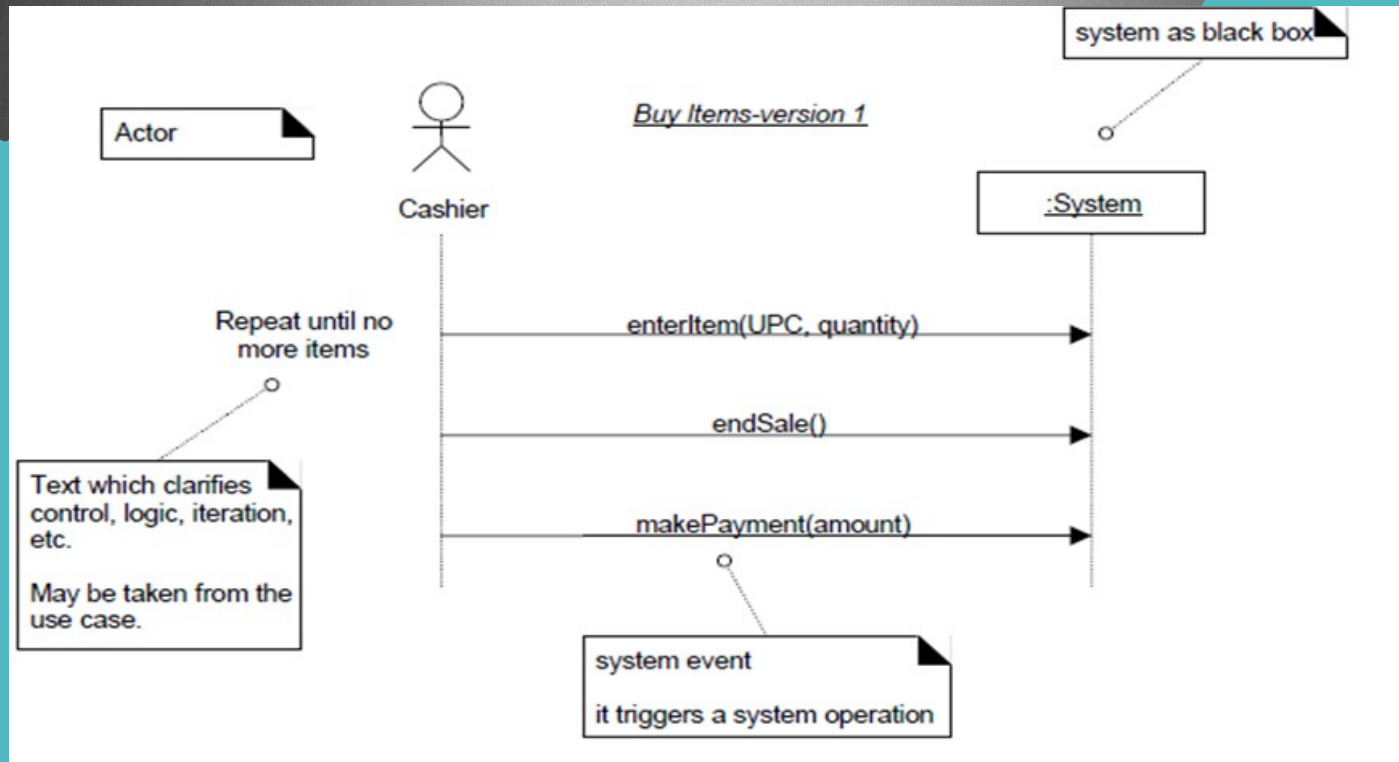 system as black box
Actor
Buy Items-version 1
Cashier
:System
Repeat until no
more items
enterItem(UPC, quantity)
endSale()
Text which clarifies
control, logic, iteration,
etc.
May be taken from the
use case.
makePayment(amount)
system event
it triggers a system operation